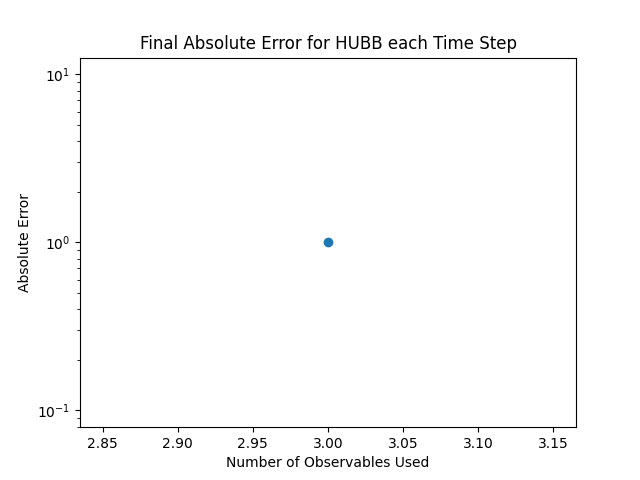 Final Absolute Error for HUBB each Time Step
Absolute Error
10¹
10⁰
10⁻¹
2.85 2.90 2.95 3.00 3.05 3.10 3.15
Number of Observables Used